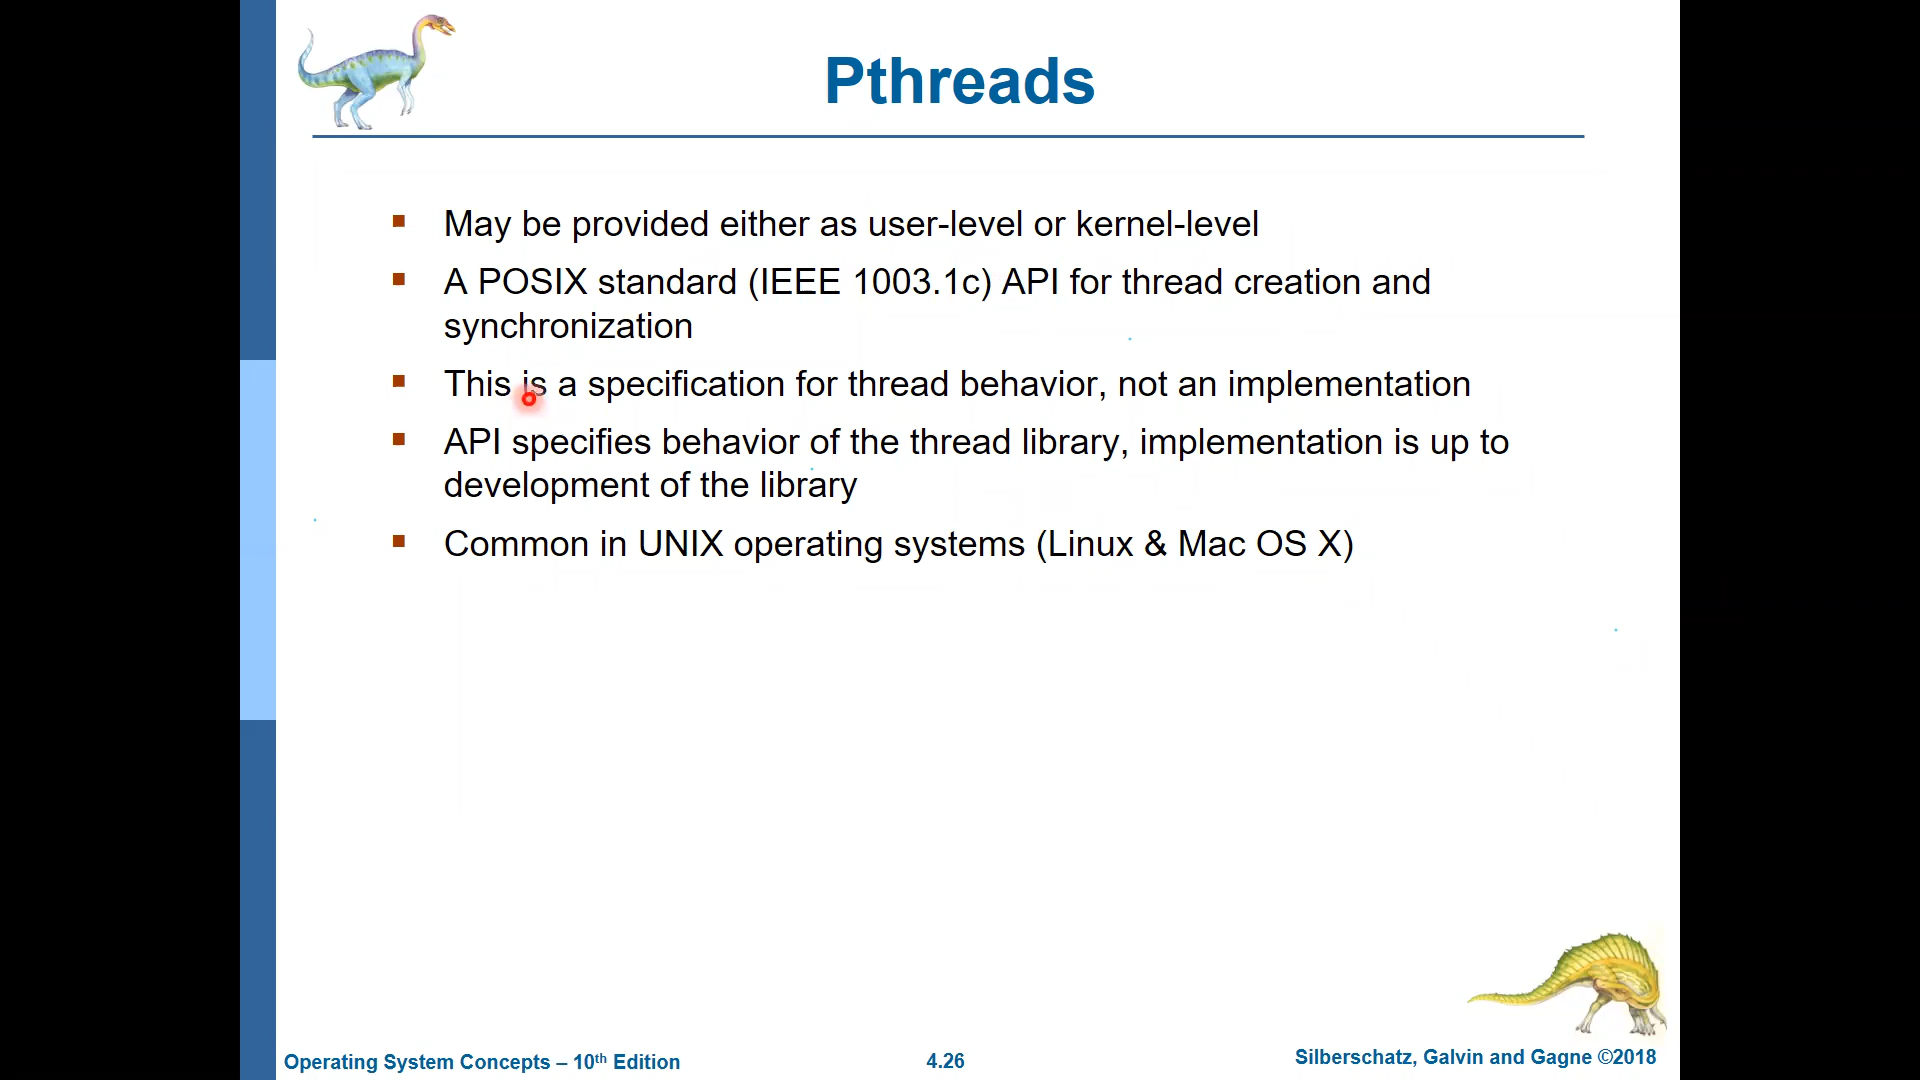 Pthreads
May be provided either as user-level or kernel-level
A POSIX standard (IEEE 1003.1c) API for thread creation and
synchronization
This is a specification for thread behavior, not an implementation
API specifies behavior of the thread library, implementation is up to
development of the library
Common in UNIX operating systems (Linux & Mac OS X)
Operating System Concepts – 10th Edition
4.26
Silberschatz, Galvin and Gagne ©2018